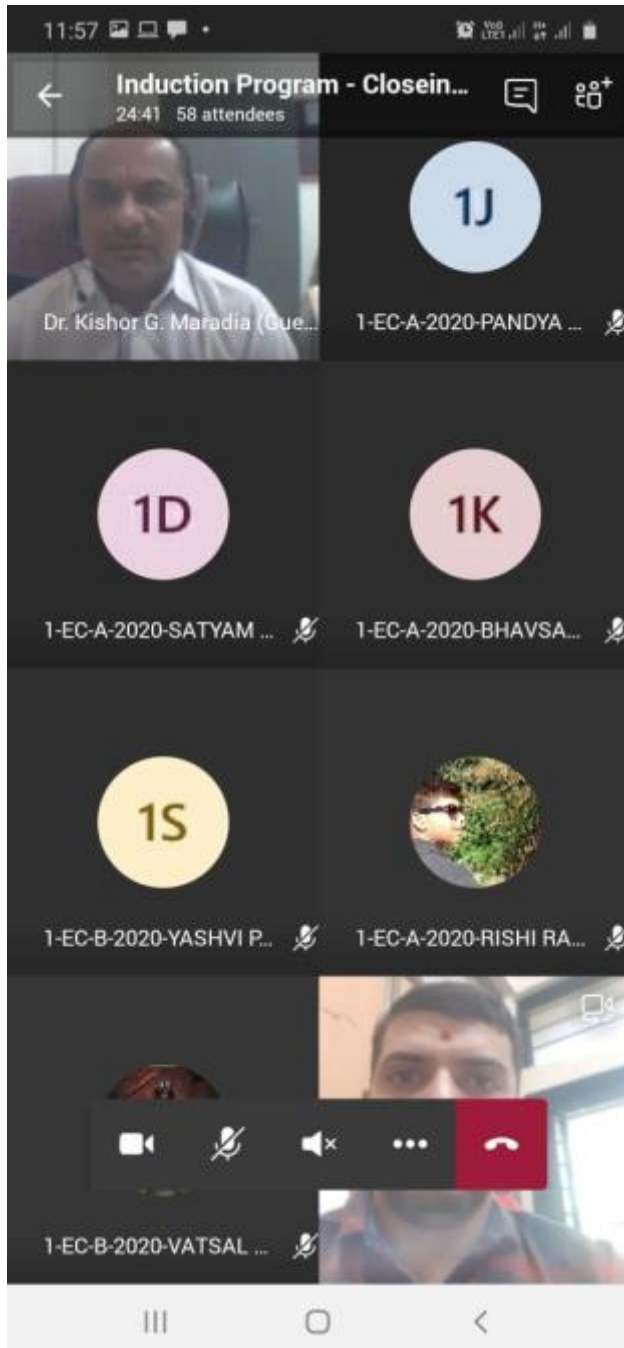 11:57
Induction Program - Closein...
24:41 58 attendees
Dr. Kishor G. Maradia (Gue...
1J
1-EC-A-2020-PANDYA ...
1D
1-EC-A-2020-SATYAM ...
1K
1-EC-A-2020-BHAVSA...
1S
1-EC-B-2020-YASHVI P...
1-EC-A-2020-RISHI RA...
1-EC-B-2020-VATSAL ...